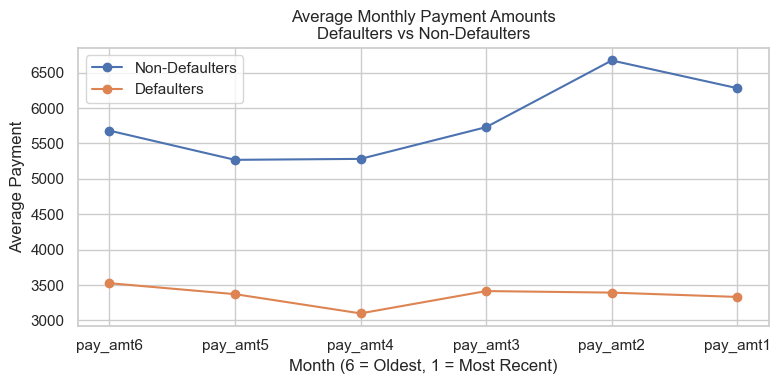 Average Monthly Payment Amounts
Defaulters vs Non-Defaulters
Non-Defaulters
Defaulters
Average Payment
6500
6000
5500
5000
4500
4000
3500
3000
pay_amt6 pay_amt5 pay_amt4 pay_amt3 pay_amt2 pay_amt1
Month (6 = Oldest, 1 = Most Recent)